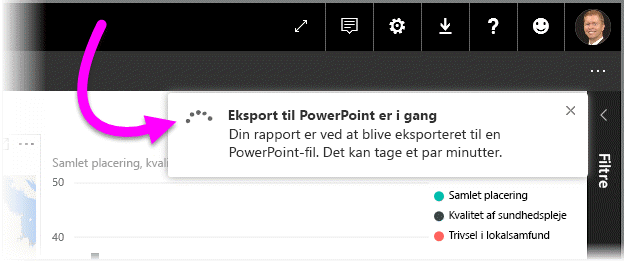 Eksport til PowerPoint er i gang
Din rapport er ved at blive eksporteret til en
PowerPoint-fil. Det kan tage et par minutter.
Filtre
Samlet placering, kvali
50
40
Samlet placering
Kvalitet af sundhedspleje
Trivsel i lokalsamfund